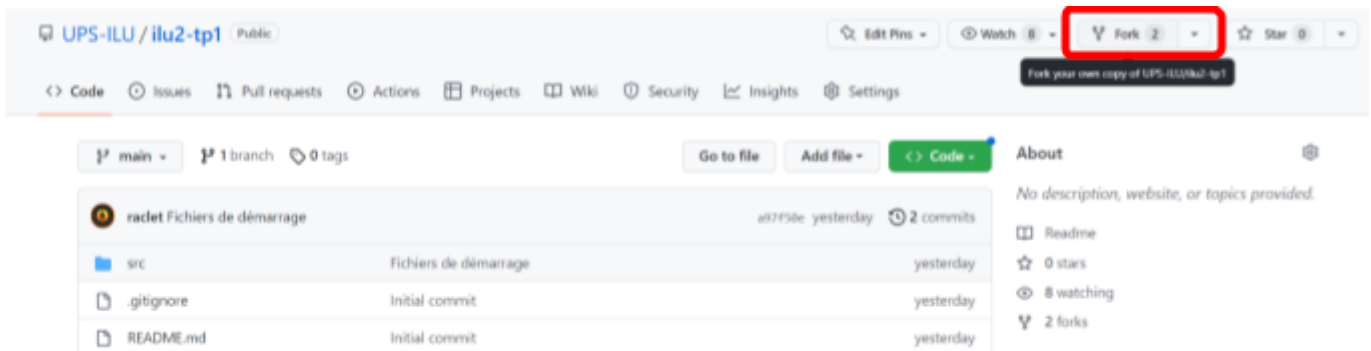 UPS-ILU / ilu2-tp1 Public
Edit Pins Watch 8 Fork 2 Star 0
Fork your own copy of UPS-ILU/ilu2-tp1
Code Issues Pull requests Actions Projects Wiki Security Insights Settings
main 1 branch 0 tags Go to file Add file Code
About
No description, website, or topics provided.
raclet Fichiers de démarrage a97f50e yesterday 2 commits
Readme
src Fichiers de démarrage yesterday
0 stars
.gitignore Initial commit yesterday
8 watching
2 forks
README.md Initial commit yesterday